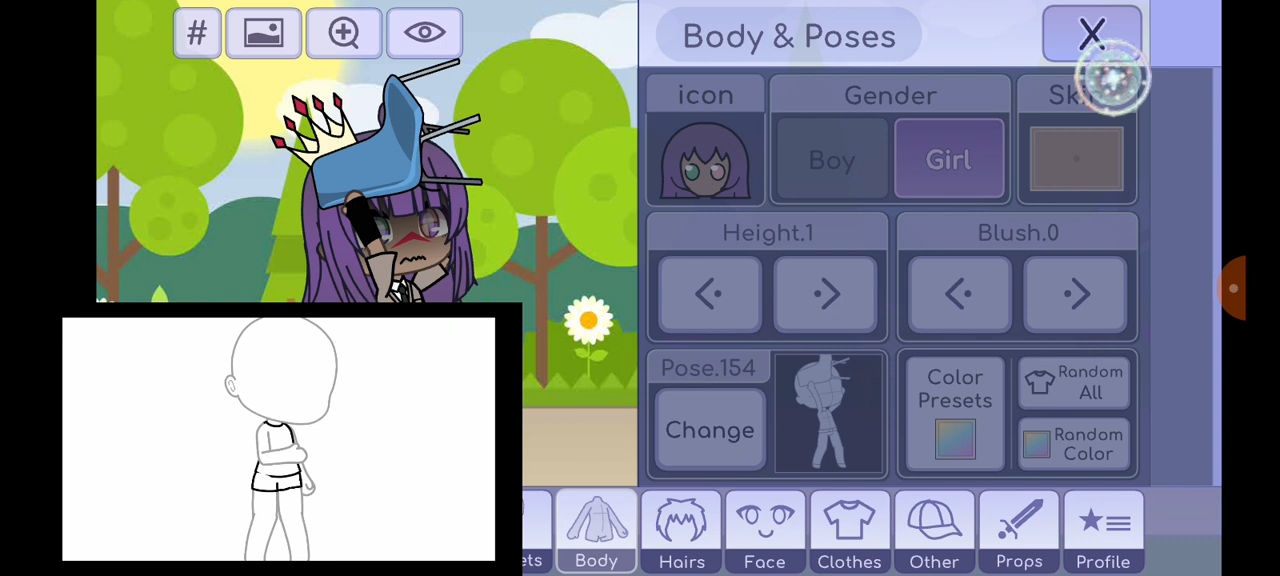 #
Body & Poses
X
icon
Gender
Boy
Girl
Height.1
Blush.0
Pose.154
Change
Color
Presets
Random
All
Random
Color
Body
Hairs
Face
Clothes
Other
Props
Profile